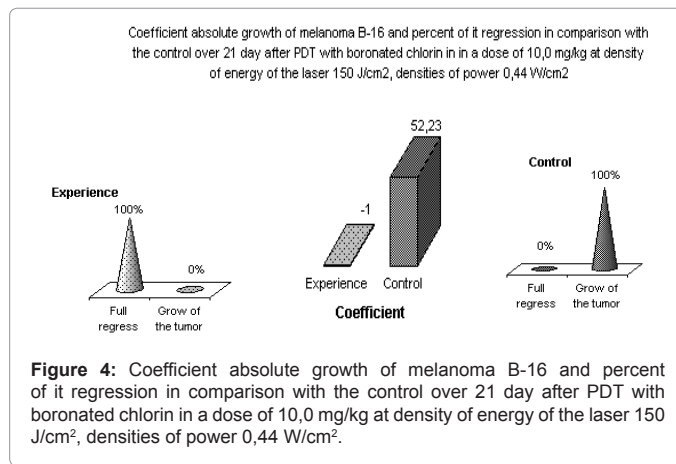 Coefficient absolute growth of melanoma B-16 and percent of it regression in comparison with
the control over 21 day after PDT with boronated chlorin in in a dose of 10,0 mg/kg at density
of energy of the laser 150 J/cm2, densities of power 0,44 W/cm2
Experience
100%
0%
Full regress
Grow of the tumor
52,23
-1
Experience Control
Coefficient
Control
100%
0%
Full regress
Grow of the tumor
Figure 4: Coefficient absolute growth of melanoma B-16 and percent
of it regression in comparison with the control over 21 day after PDT with
boronated chlorin in a dose of 10,0 mg/kg at density of energy of the laser 150
J/cm², densities of power 0,44 W/cm².